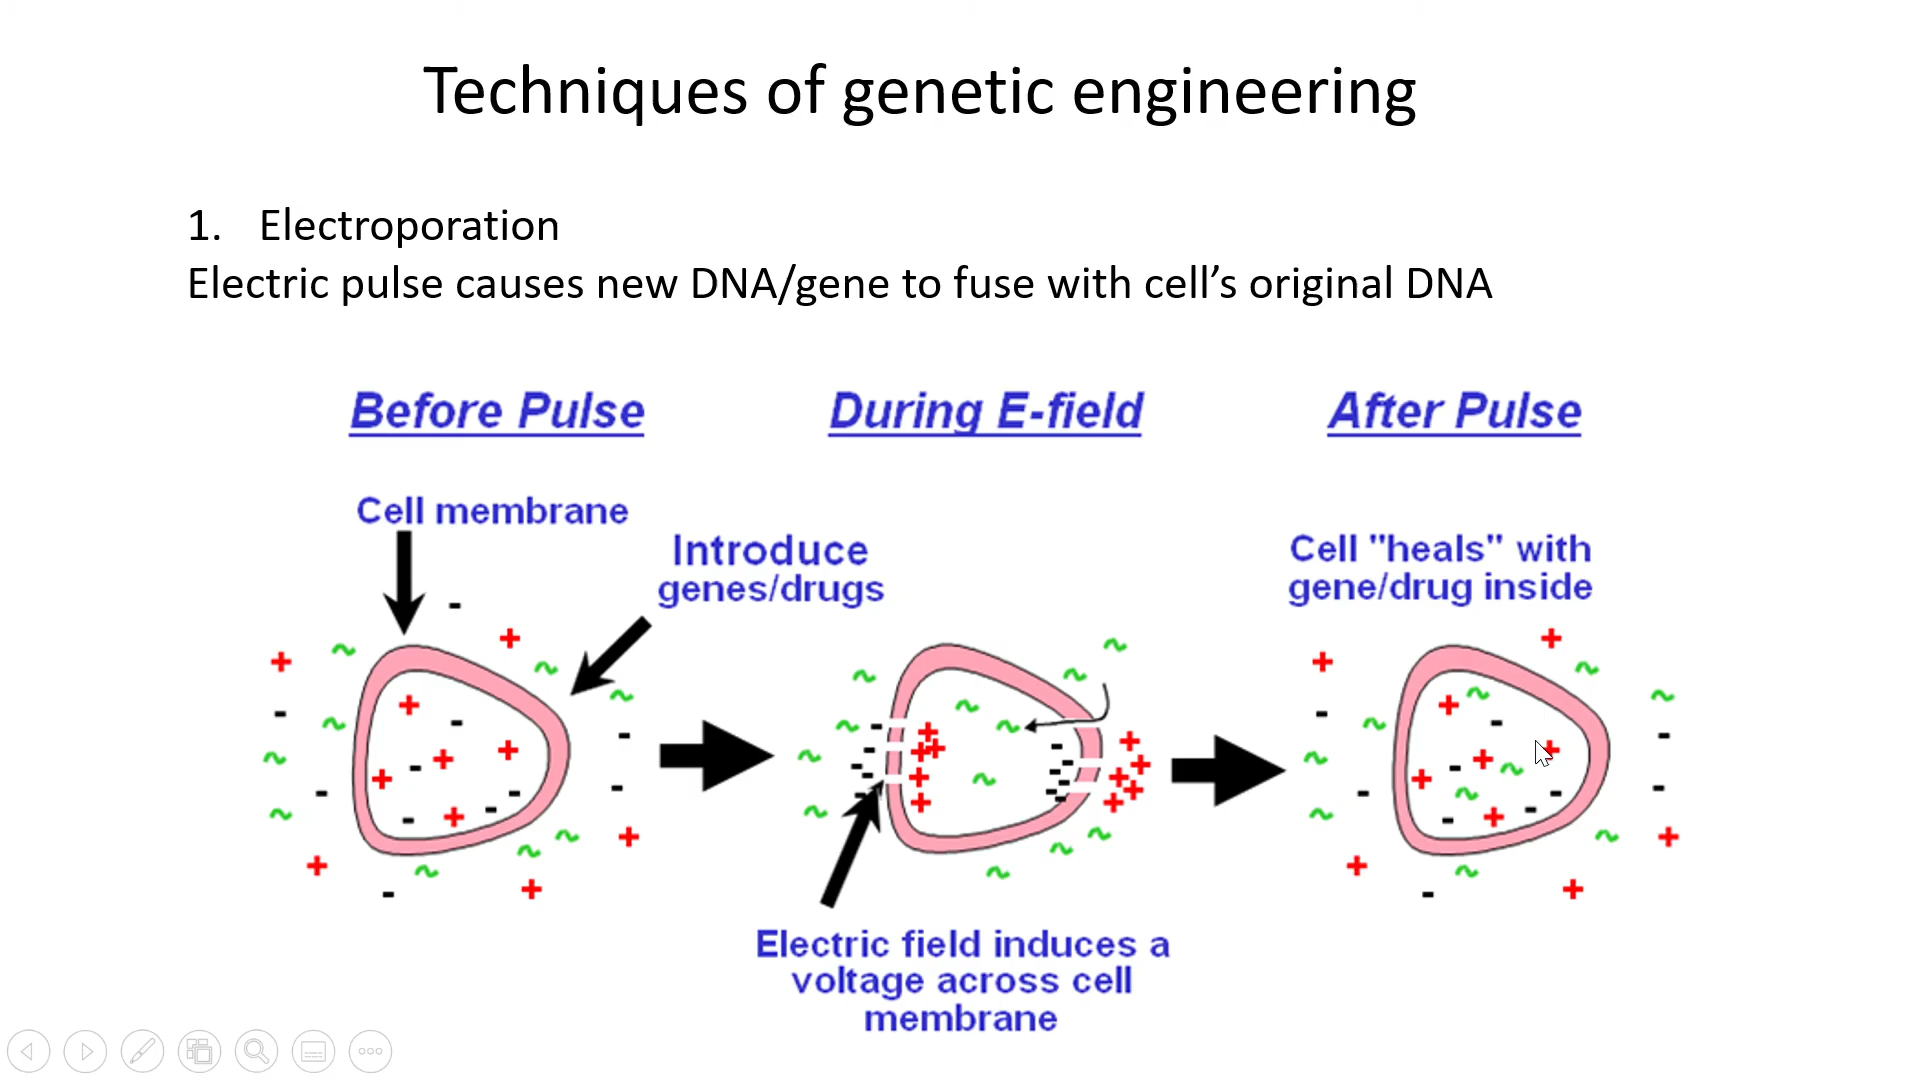 Techniques of genetic engineering
1. Electroporation
Electric pulse causes new DNA/gene to fuse with cell’s original DNA
Before Pulse
During E-field
After Pulse
Cell membrane
Introduce
genes/drugs
Cell "heals" with
gene/drug inside
Electric field induces a
voltage across cell
membrane